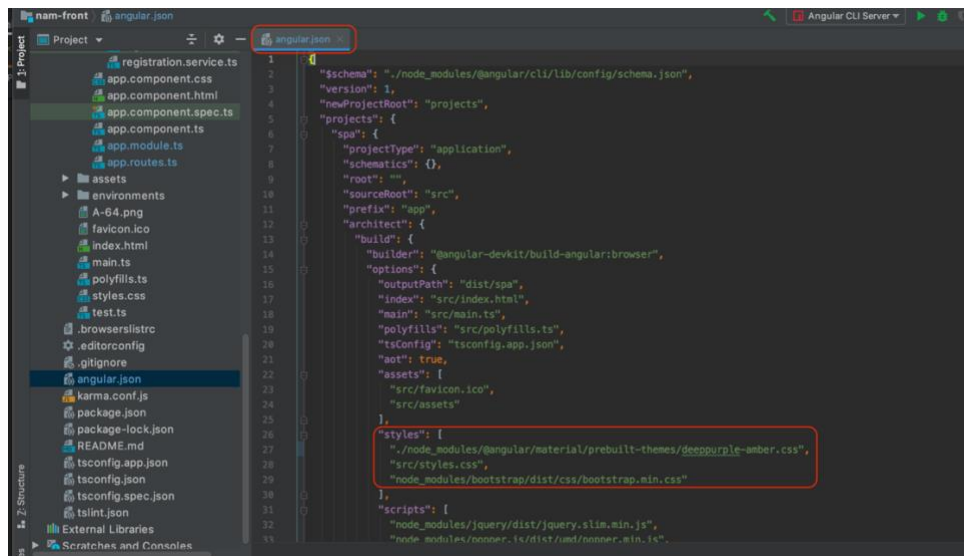 nam-front
angular.json
Angular CLI Server
1: Project
Project
angular.json
registration.service.ts
app.component.css
app.component.html
app.component.spec.ts
app.component.ts
app.module.ts
app.routes.ts
assets
environments
A-64.png
favicon.ico
index.html
main.ts
polyfills.ts
styles.css
test.ts
.browserslistrc
.editorconfig
.gitignore
angular.json
karma.conf.js
package.json
package-lock.json
README.md
tsconfig.app.json
tsconfig.json
tsconfig.spec.json
tslint.json
External Libraries
Scratches and Consoles
Z: Structure
1 {
2 "$schema": "./node_modules/@angular/cli/lib/config/schema.json",
3 "version": 1,
4 "newProjectRoot": "projects",
5 "projects": {
6 "spa": {
7 "projectType": "application",
8 "schematics": {},
9 "root": "",
10 "sourceRoot": "src",
11 "prefix": "app",
12 "architect": {
13 "build": {
14 "builder": "@angular-devkit/build-angular:browser",
15 "options": {
16 "outputPath": "dist/spa",
17 "index": "src/index.html",
18 "main": "src/main.ts",
19 "polyfills": "src/polyfills.ts",
20 "tsConfig": "tsconfig.app.json",
21 "aot": true,
22 "assets": [
23 "src/favicon.ico",
24 "src/assets"
25 ],
26 "styles": [
27 "./node_modules/@angular/material/prebuilt-themes/deeppurple-amber.css",
28 "src/styles.css",
29 "node_modules/bootstrap/dist/css/bootstrap.min.css"
30 ],
31 "scripts": [
32 "node_modules/jquery/dist/jquery.slim.min.js",
33 "node_modules/popper.js/dist/umd/popper.min.js",